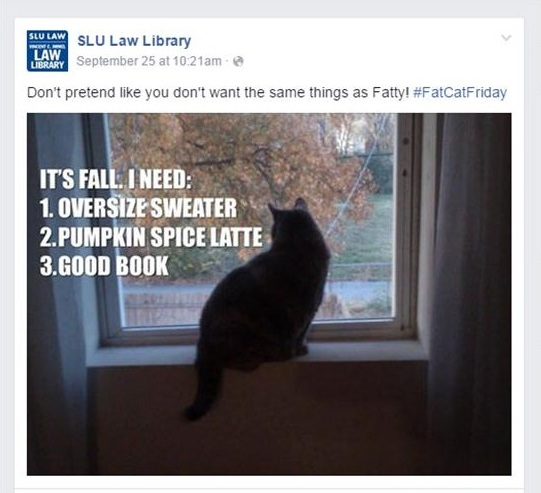 SLU LAW
VINCENT C. IMMEL
LAW
LIBRARY
SLU Law Library
September 25 at 10:21am ·
Don't pretend like you don't want the same things as Fatty! #FatCatFriday
IT'S FALL. I NEED:
1. OVERSIZE SWEATER
2.PUMPKIN SPICE LATTE
3.GOOD BOOK